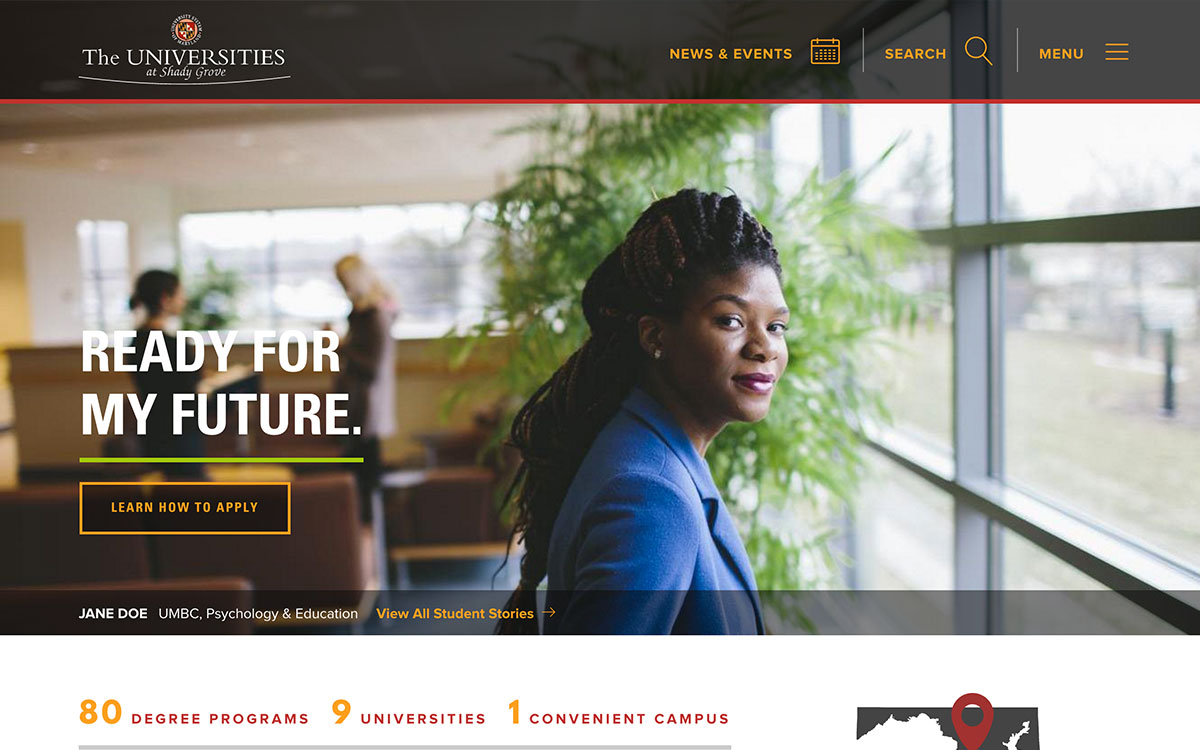 The UNIVERSITIES
at Shady Grove
NEWS & EVENTS
SEARCH
MENU
READY FOR
MY FUTURE.
LEARN HOW TO APPLY
JANE DOE UMBC, Psychology & Education View All Student Stories →
80 DEGREE PROGRAMS 9 UNIVERSITIES 1 CONVENIENT CAMPUS